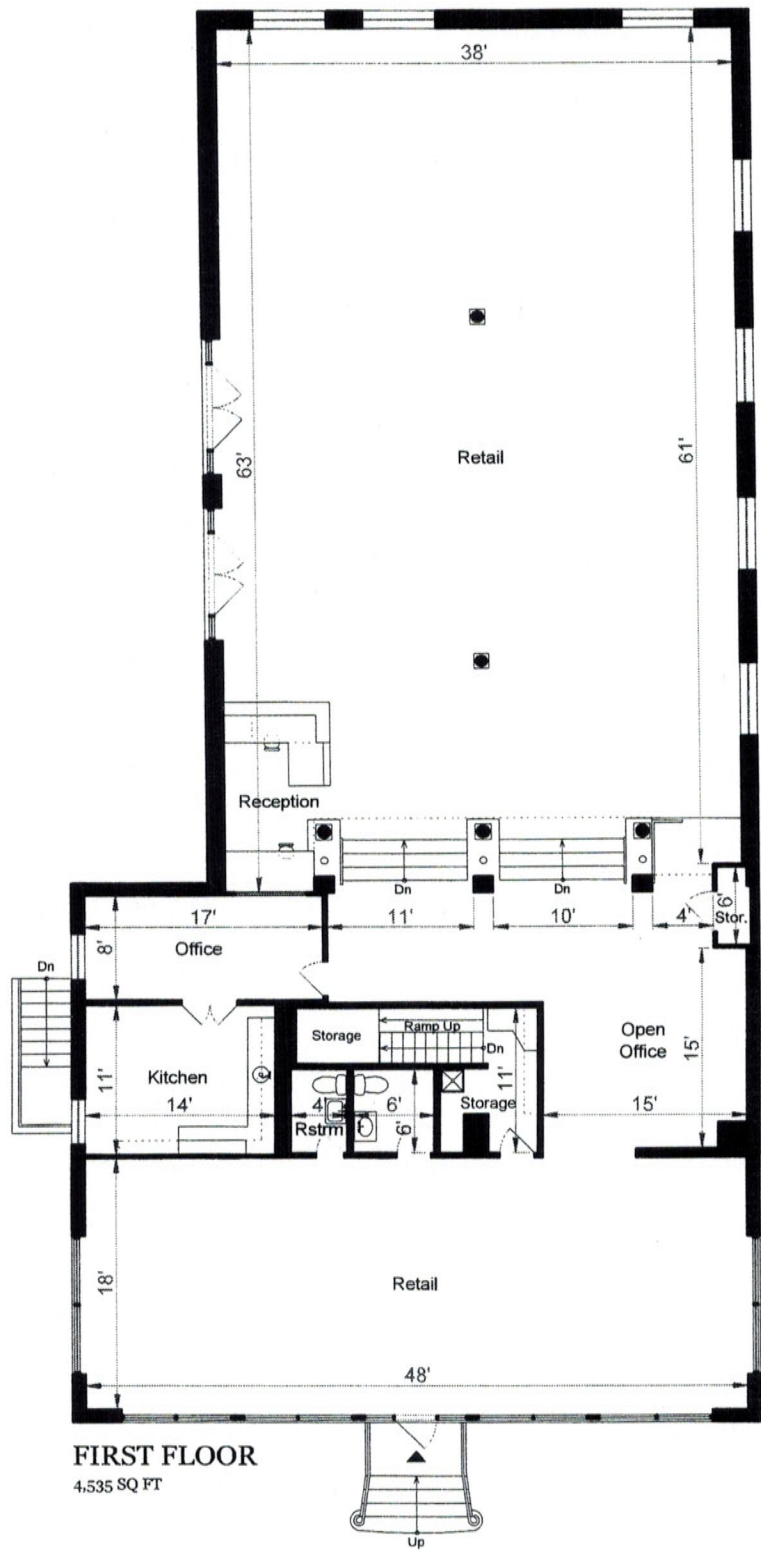 38'
63'
61'
Retail
Reception
Dn
Dn
17'
11'
10'
4'
6'
Stor.
8'
Office
Dn
Storage
Ramp Up
Dn
Open
Office
15'
11'
Kitchen
14'
11'
Storage
4'
6'
6'
Rstrm
15'
18'
Retail
48'
FIRST FLOOR
4,535 SQ FT
Up